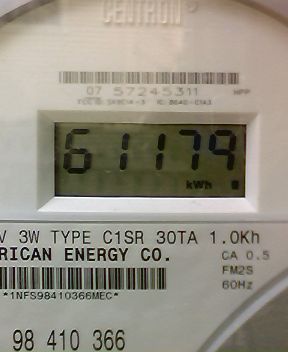 CENTRON®
07 57245311 HPP
61179
kWh
V 3W TYPE C1SR 30TA 1.0Kh
RICAN ENERGY CO. CA 0.5
FM2S
*1NFS98410366MEC* 60Hz
98 410 366